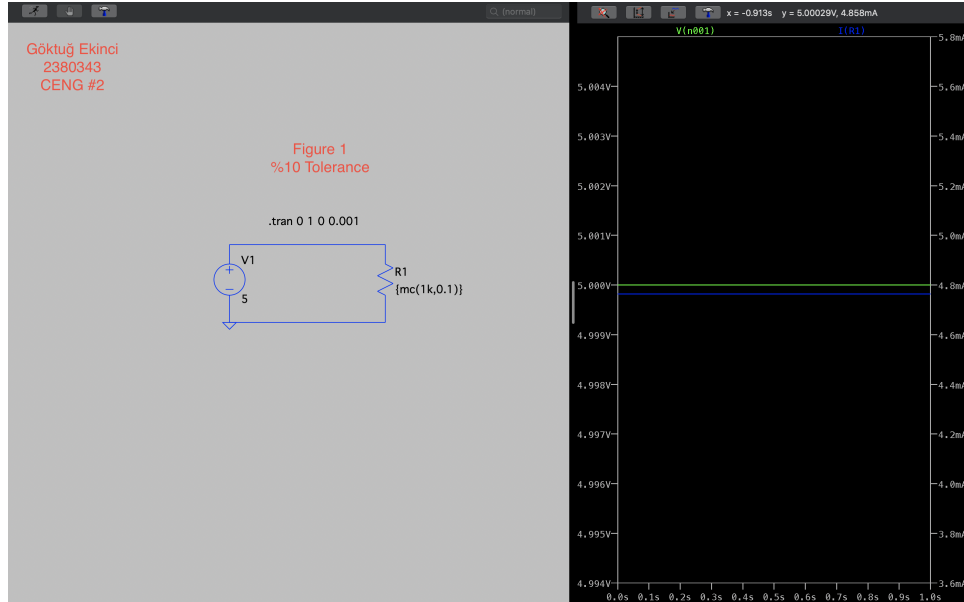 (normal)
x = -0.913s y = 5.00029V, 4.858mA
Göktuğ Ekinci
2380343
CENG #2
Figure 1
%10 Tolerance
.tran 0 1 0 0.001
V1
+
−
5
R1
{mc(1k,0.1)}
V(n001) I(R1)
5.8mA
5.004V 5.6mA
5.003V 5.4mA
5.002V 5.2mA
5.001V 5.0mA
5.000V 4.8mA
4.999V 4.6mA
4.998V 4.4mA
4.997V 4.2mA
4.996V 4.0mA
4.995V 3.8mA
4.994V 3.6mA
0.0s 0.1s 0.2s 0.3s 0.4s 0.5s 0.6s 0.7s 0.8s 0.9s 1.0s